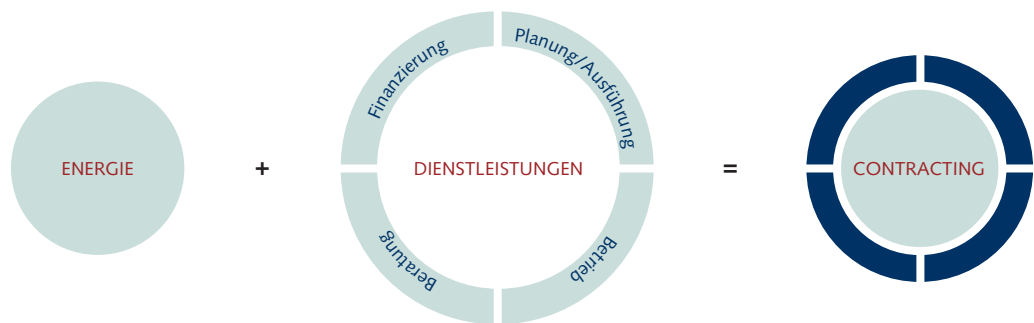 ENERGIE
+
Finanzierung
Planung/Ausführung
DIENSTLEISTUNGEN
Beratung
Betrieb
=
CONTRACTING